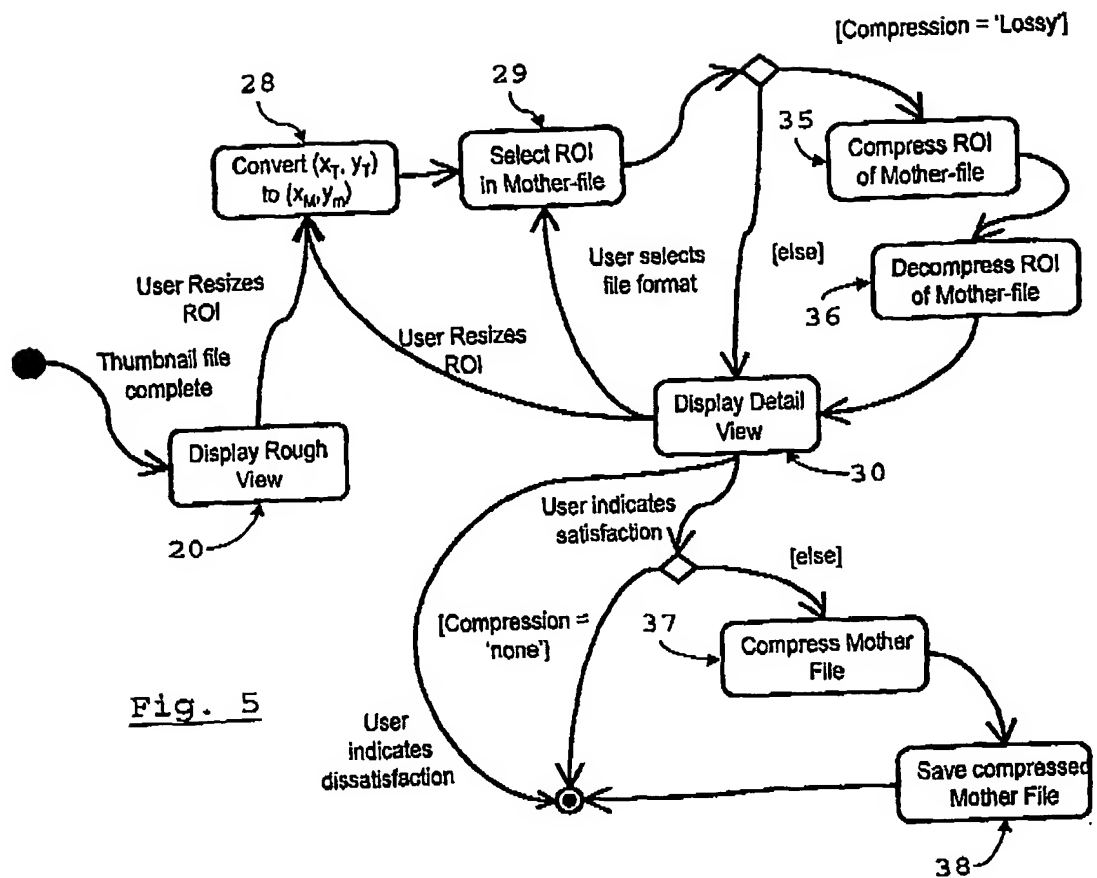 [Compression = 'Lossy']
28
29
35
Convert (xT, yT)
to (xM,ym)
Select ROI
in Mother-file
Compress ROI
of Mother-file
User selects
file format
[else]
Decompress ROI
of Mother-file
36
User Resizes
ROI
User Resizes
ROI
Thumbnail file
complete
Display Detail
View
30
Display Rough
View
20
User indicates
satisfaction
[else]
[Compression =
'none']
37
Compress Mother
File
Fig. 5
User
indicates
dissatisfaction
Save compressed
Mother File
38